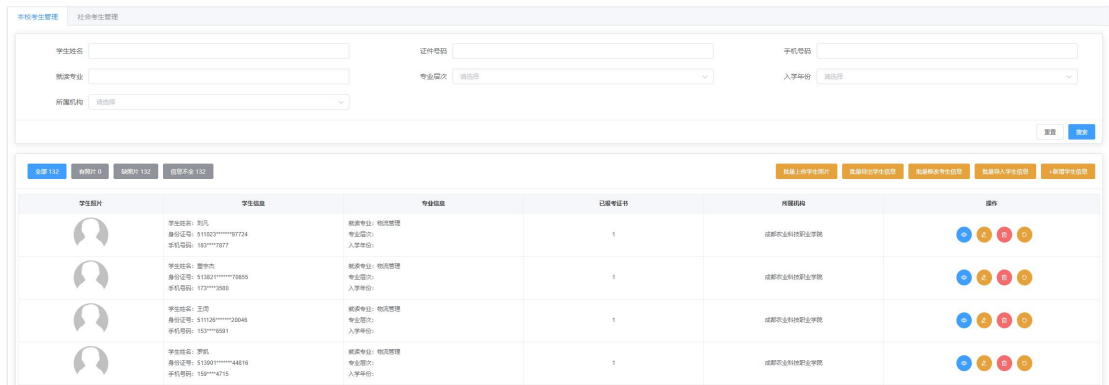 本校考生管理 社会考生管理
学生姓名 证件号码 手机号码
就读专业 专业层次 请选择 入学年份 请选择
所属机构 请选择
重置 搜索
全部 132 有照片 0 缺照片 132 信息不全 132 批量上传学生照片 批量导出学生信息 批量修改考生信息 批量导入学生信息 +新增学生信息
学生照片 学生信息 专业信息 已报考证书 所属机构 操作
学生姓名：刘凡 就读专业：物流管理
身份证号：511023*******97724 专业层次： 1 成都农业科技职业学院
手机号码：183****7877 入学年份：
学生姓名：董宇杰 就读专业：物流管理
身份证号：513821*******70855 专业层次： 1 成都农业科技职业学院
手机号码：173****3580 入学年份：
学生姓名：王闰 就读专业：物流管理
身份证号：511126*******20046 专业层次： 1 成都农业科技职业学院
手机号码：153****6591 入学年份：
学生姓名：罗凯 就读专业：物流管理
身份证号：513901*******44816 专业层次： 1 成都农业科技职业学院
手机号码：159****4715 入学年份：